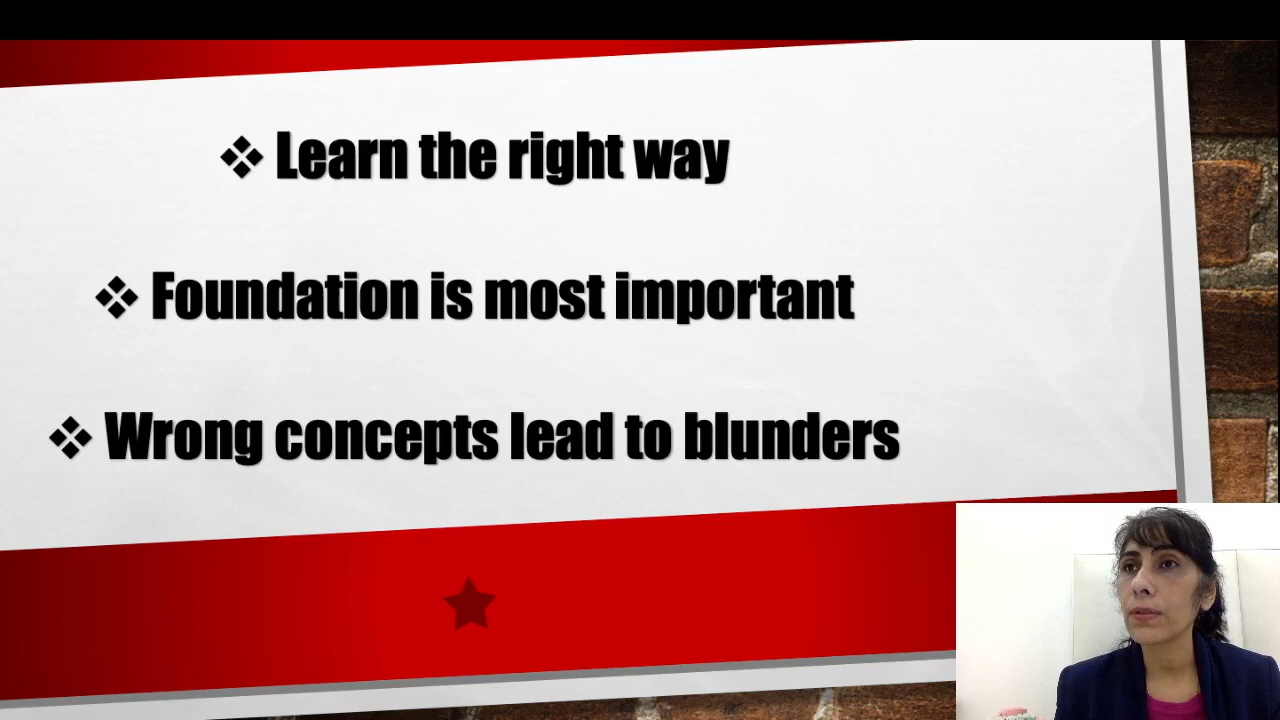 ❖ Learn the right way
❖ Foundation is most important
❖ Wrong concepts lead to blunders